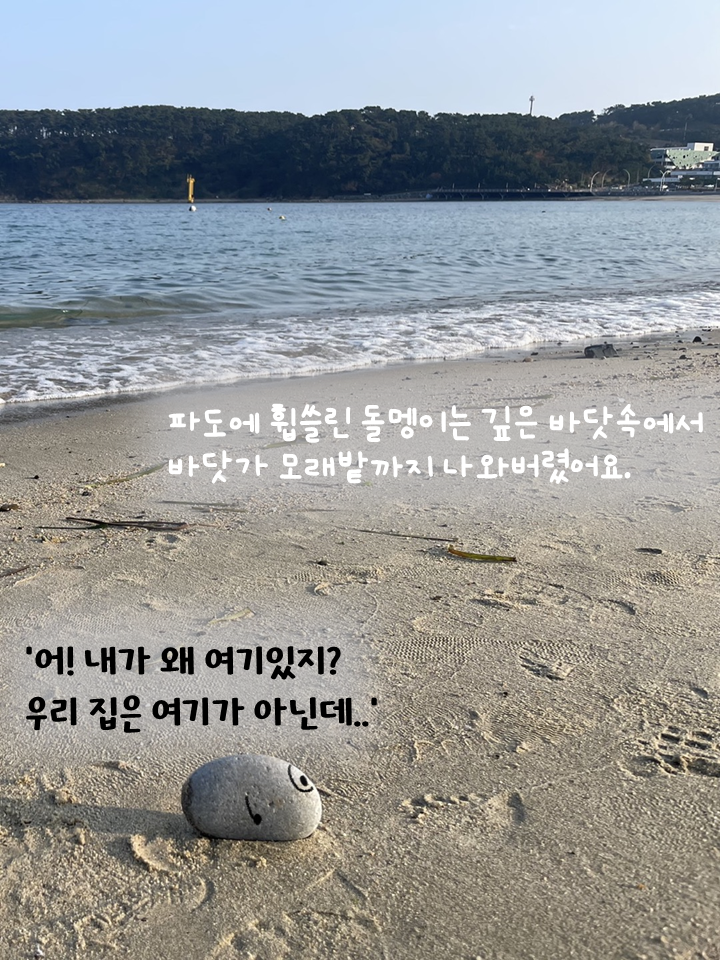 파도에 휩쓸린 돌멩이는 깊은 바닷속에서
바닷가 모래밭까지 나와버렸어요.
'어! 내가 왜 여기있지?
우리 집은 여기가 아닌데..'